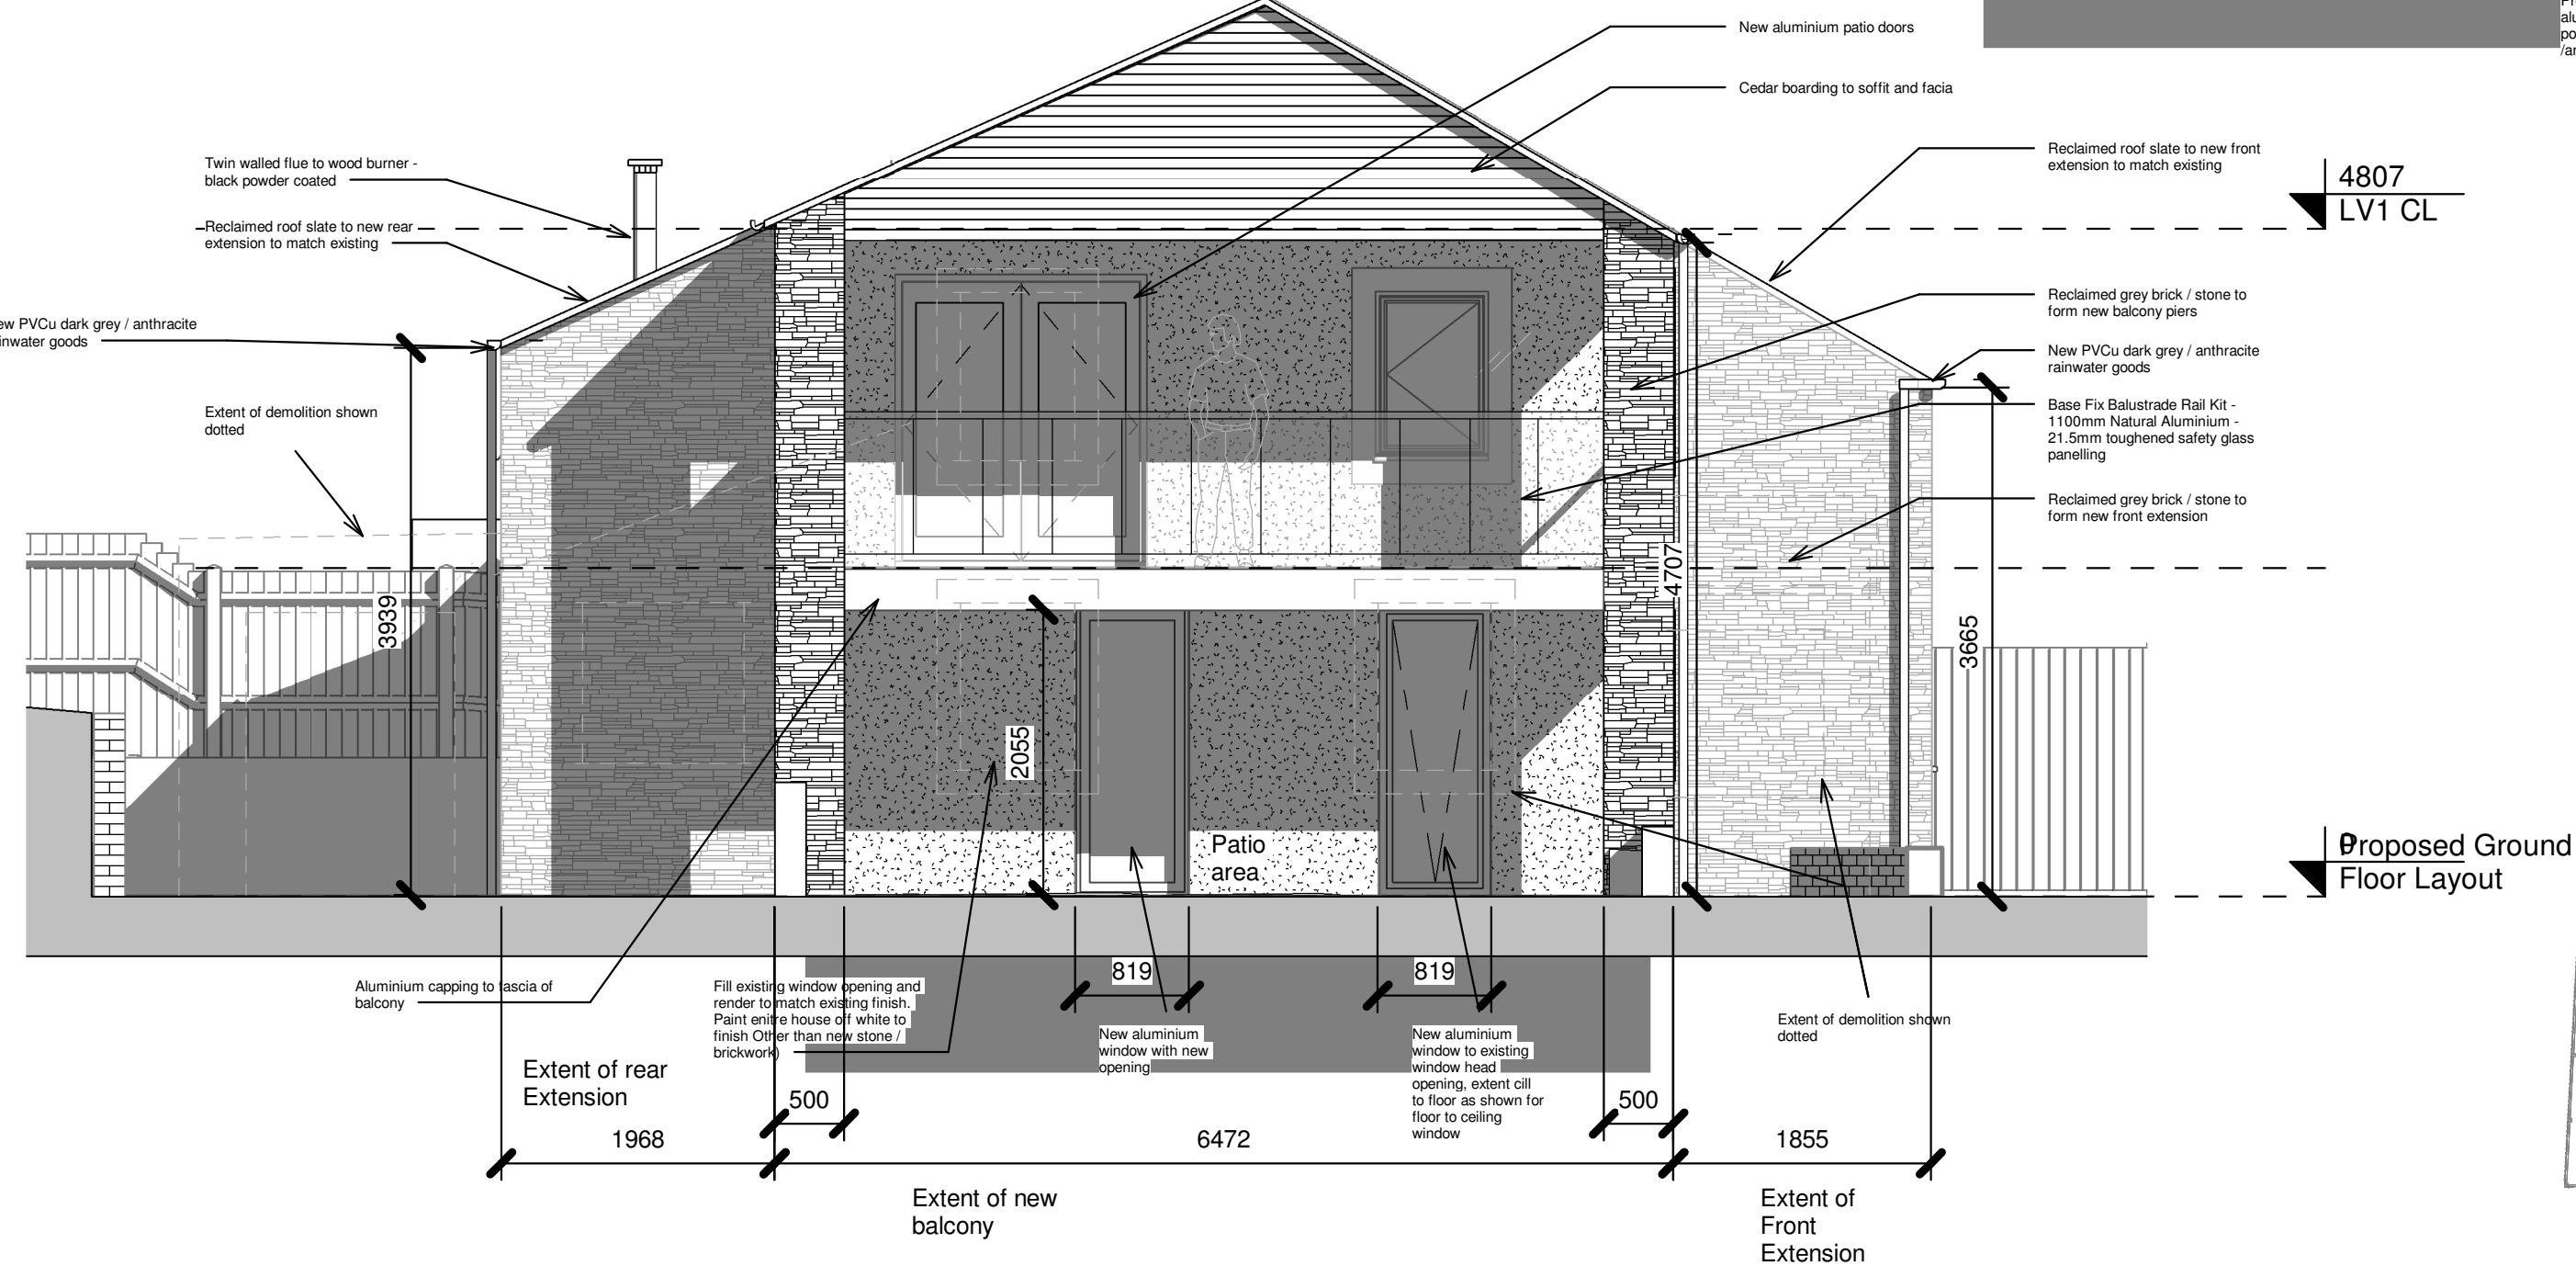 New aluminium patio doors
Cedar boarding to soffit and facia
Twin walled flue to wood burner -
black powder coated
Reclaimed roof slate to new rear
extension to match existing
PVCu dark grey / anthracite
goods
Extent of demolition shown
dotted
Reclaimed roof slate to new front
extension to match existing
4807
LV1 CL
Reclaimed grey brick / stone to
form new balcony piers
New PVCu dark grey / anthracite
rainwater goods
Base Fix Balustrade Rail Kit -
1100mm Natural Aluminium -
21.5mm toughened safety glass
panelling
Reclaimed grey brick / stone to
form new front extension
3939
2055
4707
3665
Patio
area
0
Proposed Ground
Floor Layout
Aluminium capping to fascia of
balcony
Fill existing window opening and
render to match existing finish.
Paint enitre house off white to
finish Other than new stone /
brickwork)
819
819
New aluminium
window with new
opening
New aluminium
window to existing
window head
opening, extent cill
to floor as shown for
floor to ceiling
window
Extent of demolition shown
dotted
Extent of rear
Extension
500
500
1968
6472
1855
Extent of new
balcony
Extent of
Front
Extension